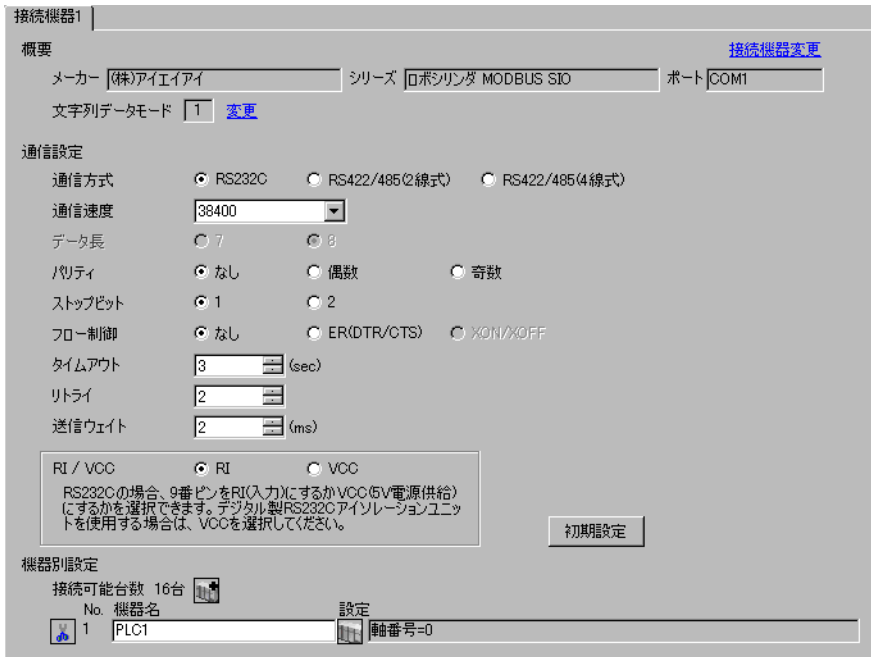 接続機器1
概要 接続機器変更
メーカー (株)アイエイアイ シリーズ ロボシリンダ MODBUS SIO ポート COM1
文字列データモード 1 変更
通信設定
通信方式 RS232C RS422/485(2線式) RS422/485(4線式)
通信速度 38400
データ長 7 8
パリティ なし 偶数 奇数
ストップビット 1 2
フロー制御 なし ER(DTR/CTS) XON/XOFF
タイムアウト 3 (sec)
リトライ 2
送信ウェイト 2 (ms)
RI / VCC RI VCC
RS232Cの場合、9番ピンをRI(入力)にするかVCC(5V電源供給)
にするかを選択できます。デジタル製RS232Cアイソレーションユニッ
トを使用する場合は、VCCを選択してください。
初期設定
機器別設定
接続可能台数 16台
No. 機器名 設定
1 PLC1 軸番号=0